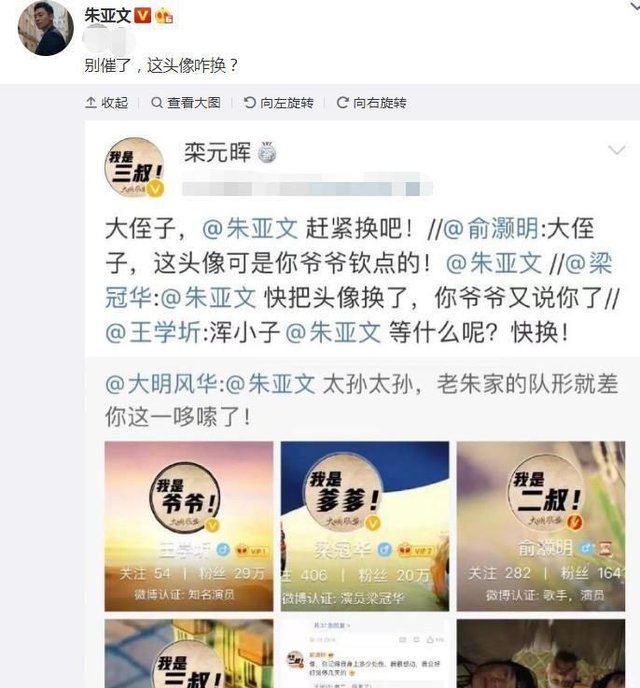 朱亚文
别催了，这头像咋换？
收起 查看大图 向左旋转 向右旋转
我是
三叔！
大明风华
栾元晖
大侄子，@朱亚文 赶紧换吧！//@俞灏明:大侄
子，这头像可是你爷爷钦点的！@朱亚文 //@梁
冠华:@朱亚文 快把头像换了，你爷爷又说你了//
@王学圻:浑小子@朱亚文 等什么呢？快换！
@大明风华:@朱亚文 太孙太孙，老朱家的队形就差
你这一哆嗦了！
我是
爷爷！
大明风华
王学圻 VIP 1
关注 54 | 粉丝 29万
微博认证: 知名演员
我是
爹爹！
大明风华
梁冠华 VIP 2
注 406 | 粉丝 20万
微博认证: 演员梁冠华
我是
二叔！
大明风华
俞灏明
关注 282 | 粉丝 164
微博认证: 歌手，演员
我是
三叔！